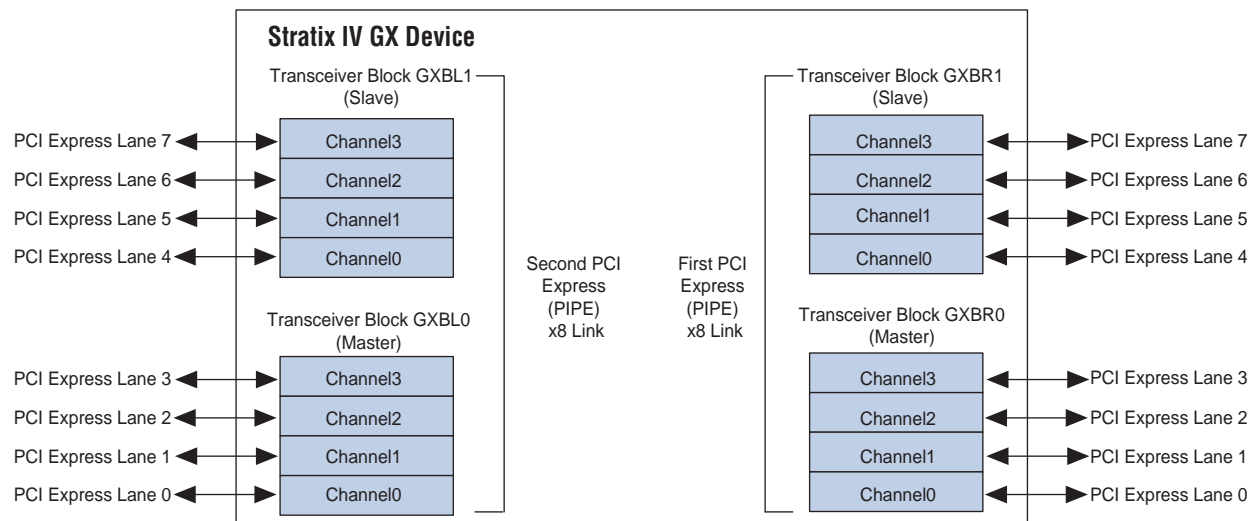 Stratix IV GX Device
Transceiver Block GXBL1
(Slave)
PCI Express Lane 7
Channel3
PCI Express Lane 6
Channel2
PCI Express Lane 5
Channel1
PCI Express Lane 4
Channel0
Transceiver Block GXBL0
(Master)
PCI Express Lane 3
Channel3
PCI Express Lane 2
Channel2
PCI Express Lane 1
Channel1
PCI Express Lane 0
Channel0
Second PCI
Express
(PIPE)
x8 Link
First PCI
Express
(PIPE)
x8 Link
Transceiver Block GXBR1
(Slave)
Channel3
PCI Express Lane 7
Channel2
PCI Express Lane 6
Channel1
PCI Express Lane 5
Channel0
PCI Express Lane 4
Transceiver Block GXBR0
(Master)
Channel3
PCI Express Lane 3
Channel2
PCI Express Lane 2
Channel1
PCI Express Lane 1
Channel0
PCI Express Lane 0